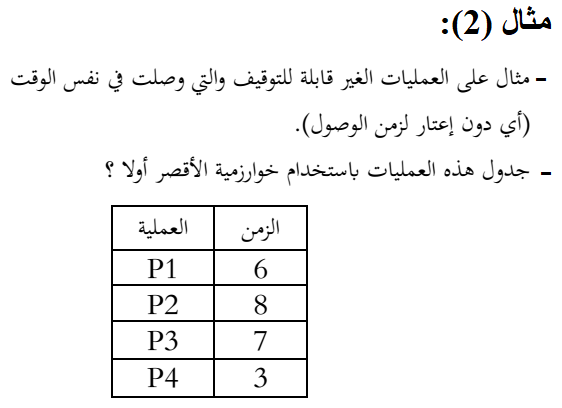 مثال (2):
- مثال على العمليات الغير قابلة للتوقيف والتي وصلت في نفس الوقت
(أي دون إعتار لزمن الوصول).
- جدول هذه العمليات باستخدام خوارزمية الأقصر أولا ؟
الزمن العملية
6 P1
8 P2
7 P3
3 P4